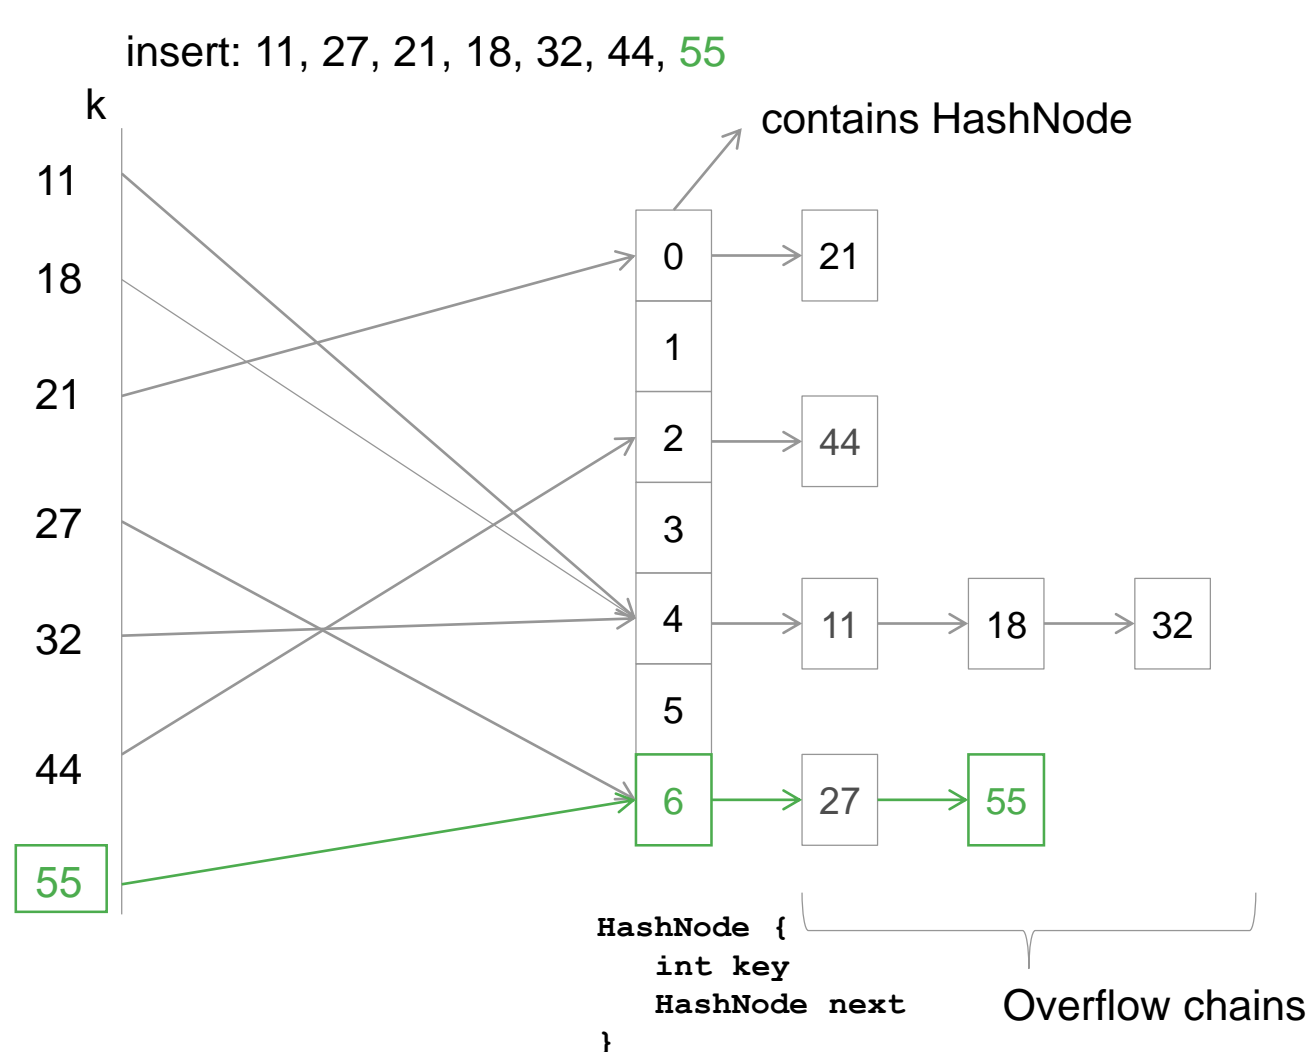 insert: 11, 27, 21, 18, 32, 44, 55
k
contains HashNode
11
18
21
27
32
44
55
0 21
1
2 44
3
4 11 18 32
5
6 27 55
HashNode {
int key
HashNode next
}
Overflow chains